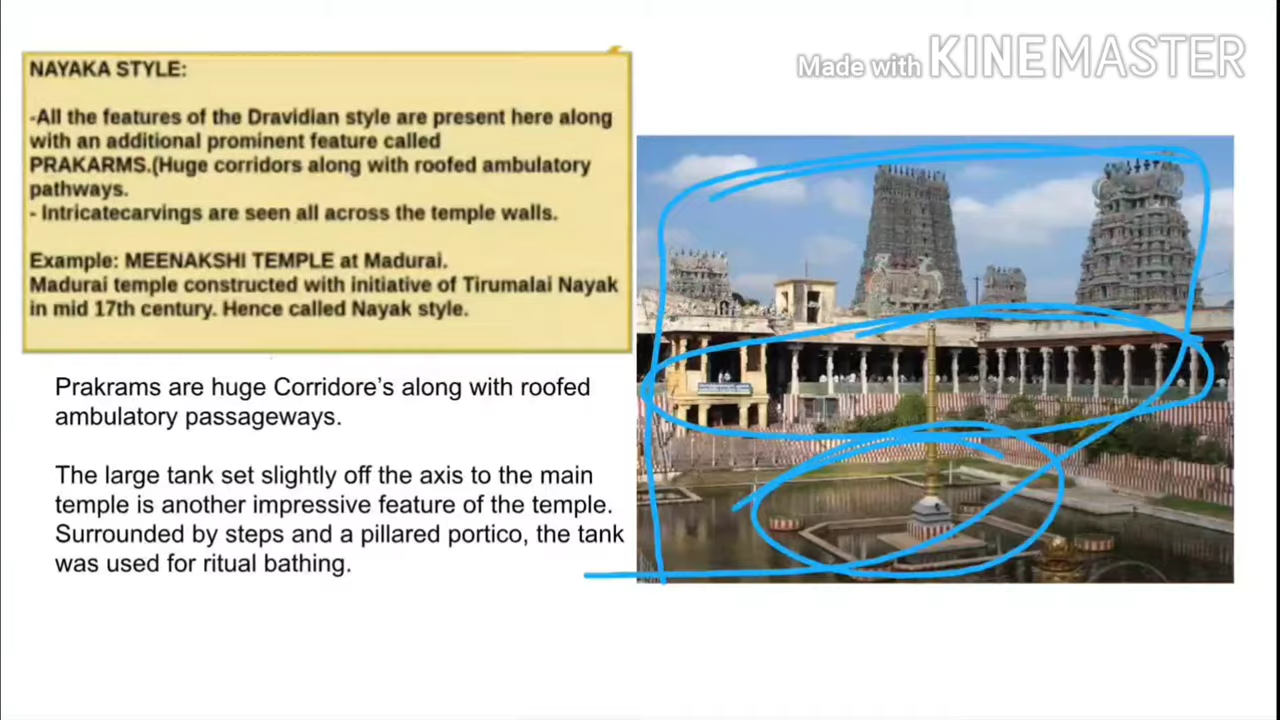 Made with KINEMASTER
NAYAKA STYLE:
-All the features of the Dravidian style are present here along
with an additional prominent feature called
PRAKARMS.(Huge corridors along with roofed ambulatory
pathways.
- Intricatecarvings are seen all across the temple walls.
Example: MEENAKSHI TEMPLE at Madurai.
Madurai temple constructed with initiative of Tirumalai Nayak
in mid 17th century. Hence called Nayak style.
Prakrams are huge Corridore’s along with roofed
ambulatory passageways.
The large tank set slightly off the axis to the main
temple is another impressive feature of the temple.
Surrounded by steps and a pillared portico, the tank
was used for ritual bathing.